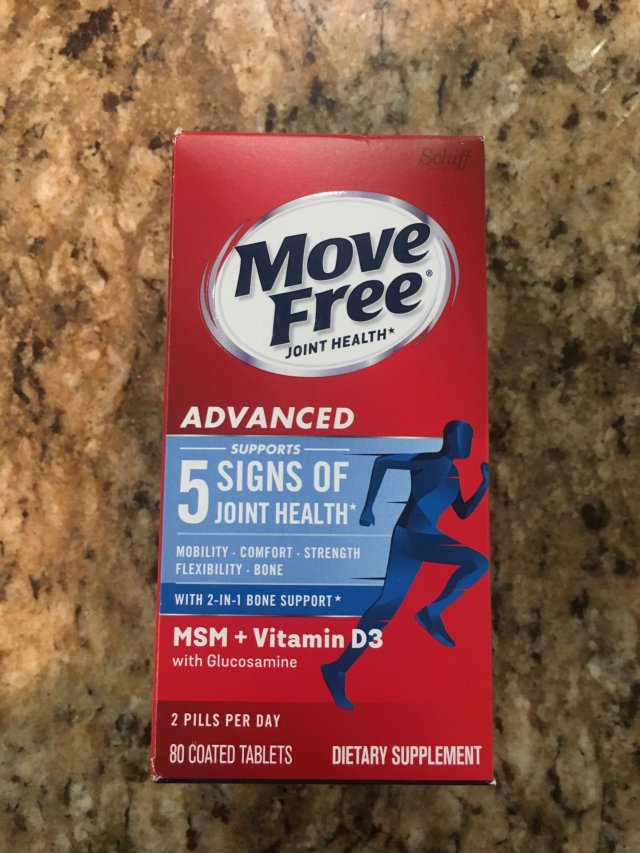 Schiff
Move
Free®
JOINT HEALTH*
ADVANCED
SUPPORTS
5 SIGNS OF
JOINT HEALTH*
MOBILITY · COMFORT · STRENGTH
FLEXIBILITY · BONE
WITH 2-IN-1 BONE SUPPORT*
MSM + Vitamin D3
with Glucosamine
2 PILLS PER DAY
80 COATED TABLETS DIETARY SUPPLEMENT